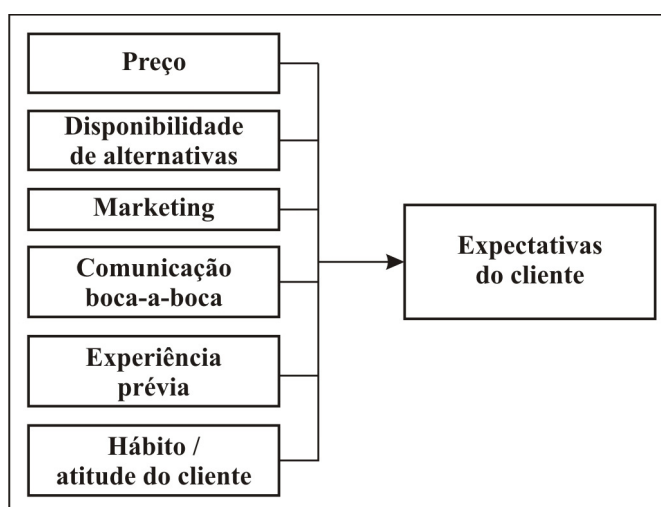 Preço
Disponibilidade
de alternativas
Marketing
Comunicação
boca-a-boca
Experiência
prévia
Hábito /
atitude do cliente
Expectativas
do cliente